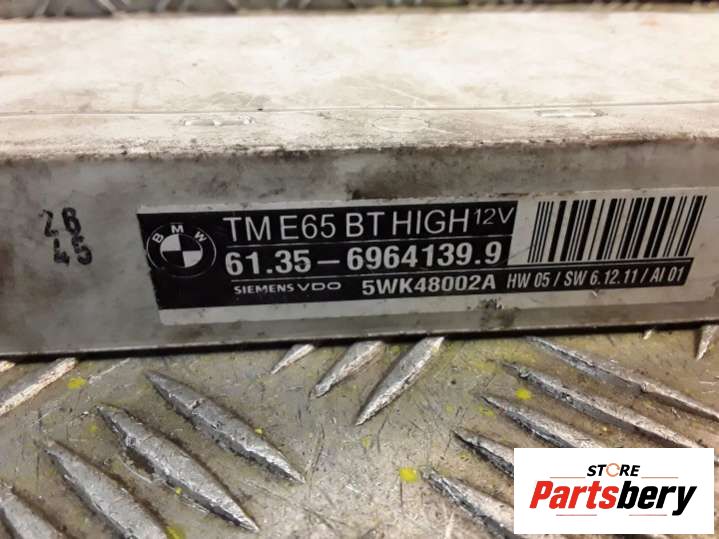 26
45
BMW
TM E65 BT HIGH 12V
61.35 - 6964139.9
SIEMENS VDO 5WK48002A HW 05 / SW 6.12.11 / AI 01
STORE
Partsbery